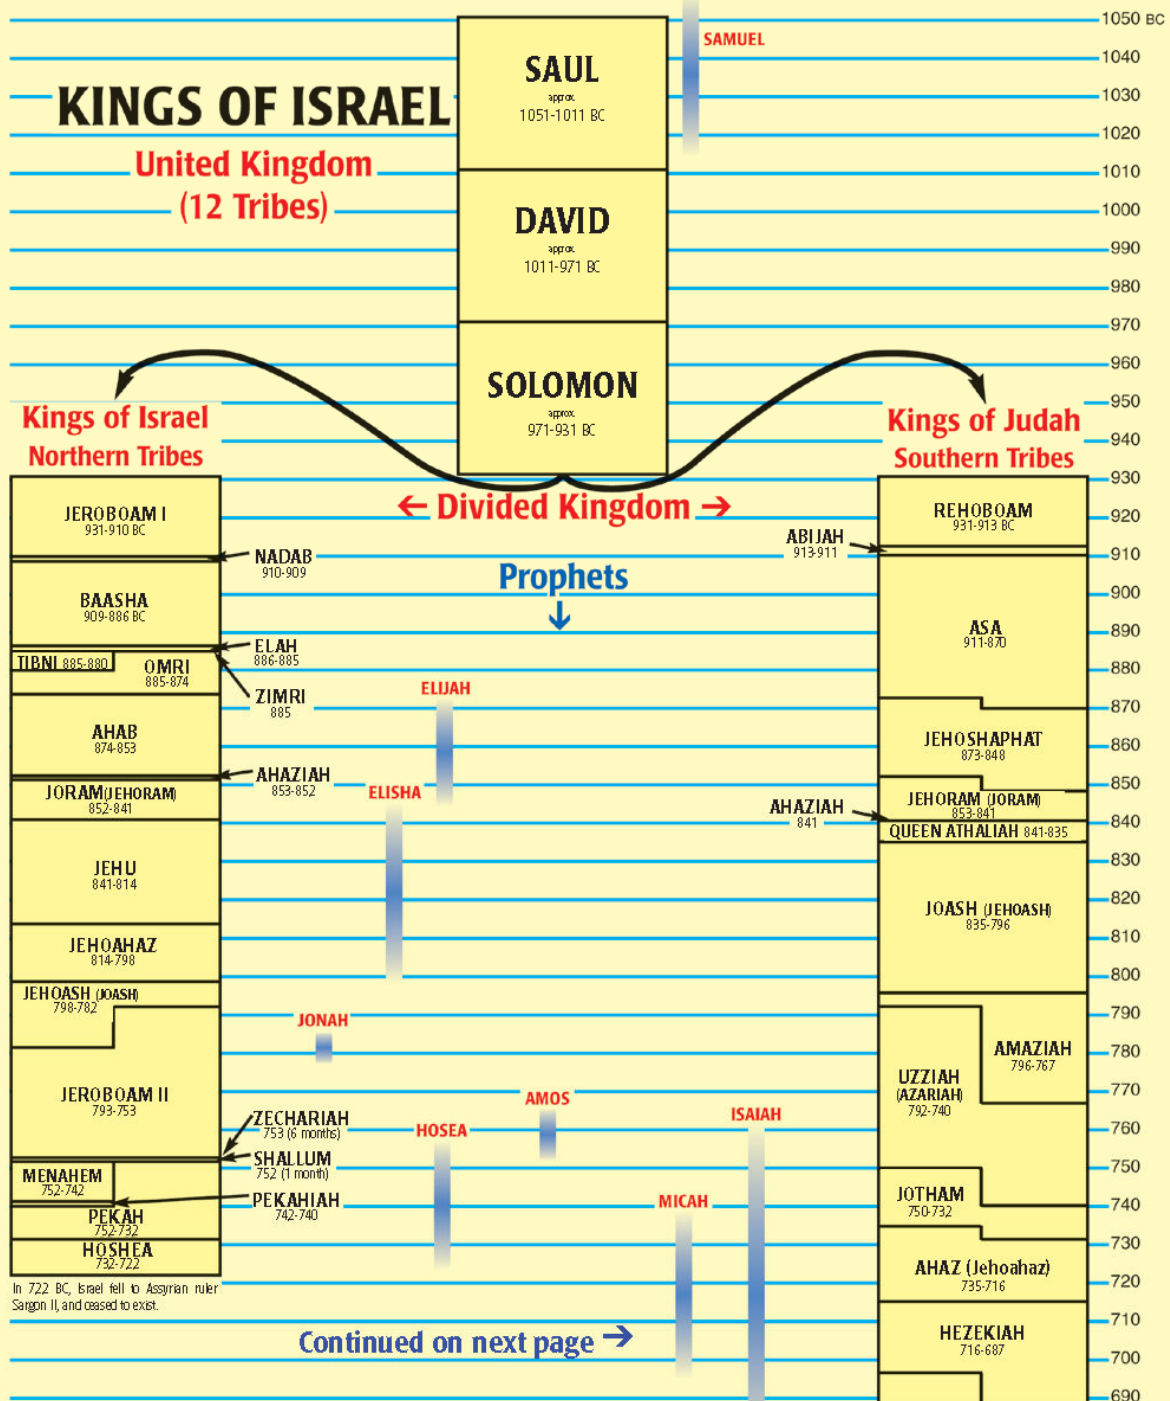 1050 BC
1040
1030
1020
1010
1000
990
980
970
960
950
940
930
920
910
900
890
880
870
860
850
840
830
820
810
800
790
780
770
760
750
740
730
720
710
700
690
KINGS OF ISRAEL
United Kingdom
(12 Tribes)
SAUL
approx.
1051-1011 BC
SAMUEL
DAVID
approx.
1011-971 BC
SOLOMON
approx.
971-931 BC
← Divided Kingdom →
Kings of Israel
Northern Tribes
JEROBOAM I
931-910 BC
NADAB
910-909
BAASHA
909-886 BC
ELAH
886-885
TIBNI 885-880
OMRI
885-874
ZIMRI
885
AHAB
874-853
AHAZIAH
853-852
JORAM(JEHORAM)
852-841
JEHU
841-814
JEHOAHAZ
814-798
JEHOASH (JOASH)
798-782
JEROBOAM II
793-753
ZECHARIAH
753 (6 months)
SHALLUM
752 (1 month)
MENAHEM
752-742
PEKAHIAH
742-740
PEKAH
752-732
HOSHEA
732-722
In 722 BC, Israel fell to Assyrian ruler
Sargon II, and ceased to exist.
Prophets
↓
ELIJAH
ELISHA
JONAH
AMOS
HOSEA
ISAIAH
MICAH
Continued on next page →
Kings of Judah
Southern Tribes
REHOBOAM
931-913 BC
ABIJAH
913-911
ASA
911-870
JEHOSHAPHAT
873-848
JEHORAM (JORAM)
853-841
AHAZIAH
841
QUEEN ATHALIAH 841-835
JOASH (JEHOASH)
835-796
AMAZIAH
796-767
UZZIAH
(AZARIAH)
792-740
JOTHAM
750-732
AHAZ (Jehoahaz)
735-716
HEZEKIAH
716-687